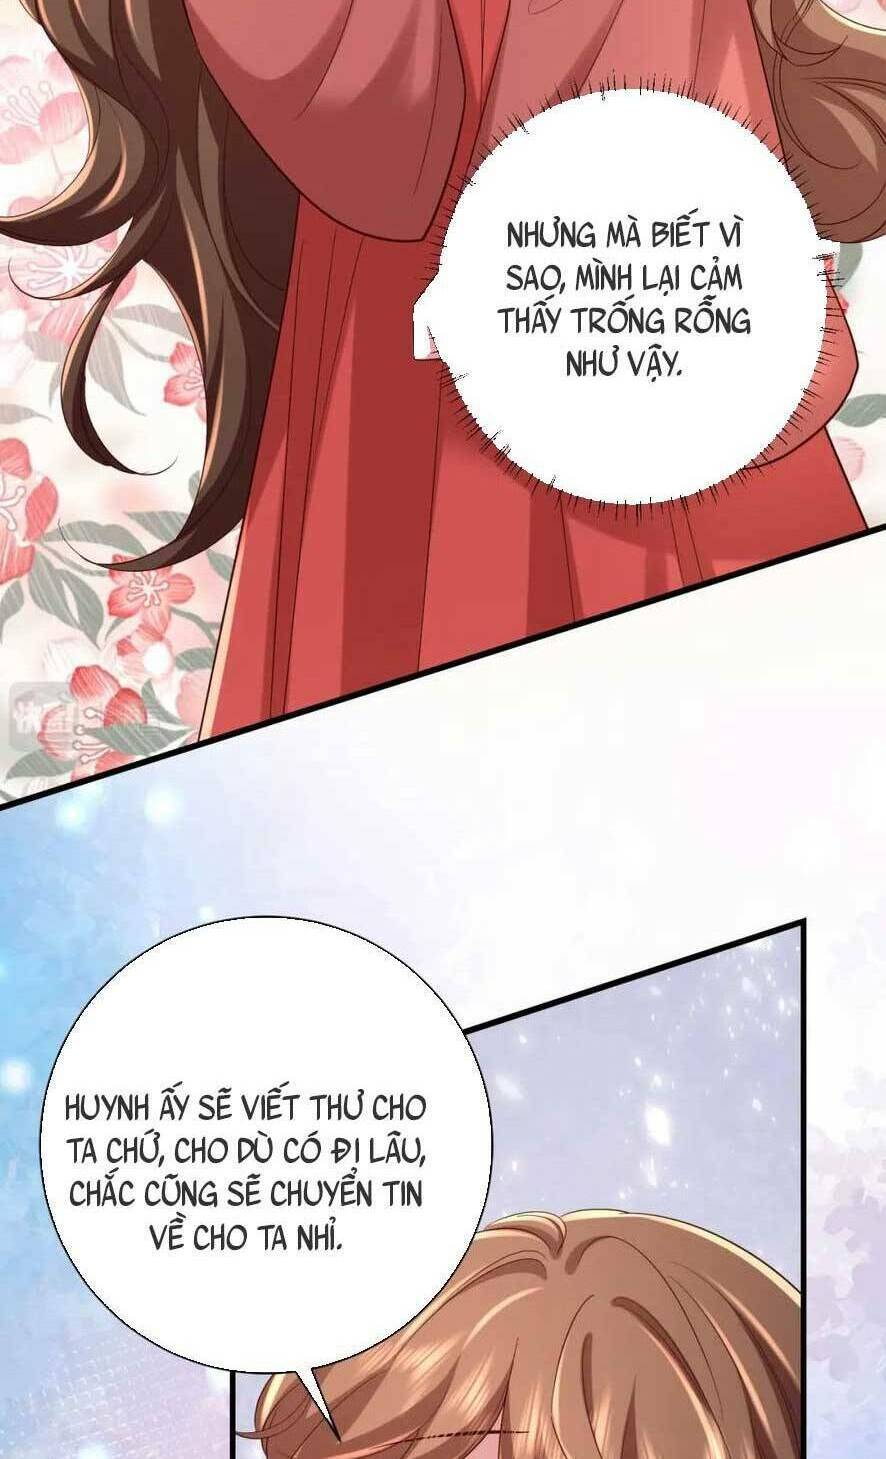 NHƯNG MÀ BIẾT VÌ
SAO, MÌNH LẠI CẢM
THẤY TRỐNG RỖNG
NHƯ VẬY.
HUYNH ẤY SẼ VIẾT THƯ CHO
TA CHỨ, CHO DÙ CÓ ĐI LÂU,
CHẮC CŨNG SẼ CHUYỂN TIN
VỀ CHO TA NHỈ.